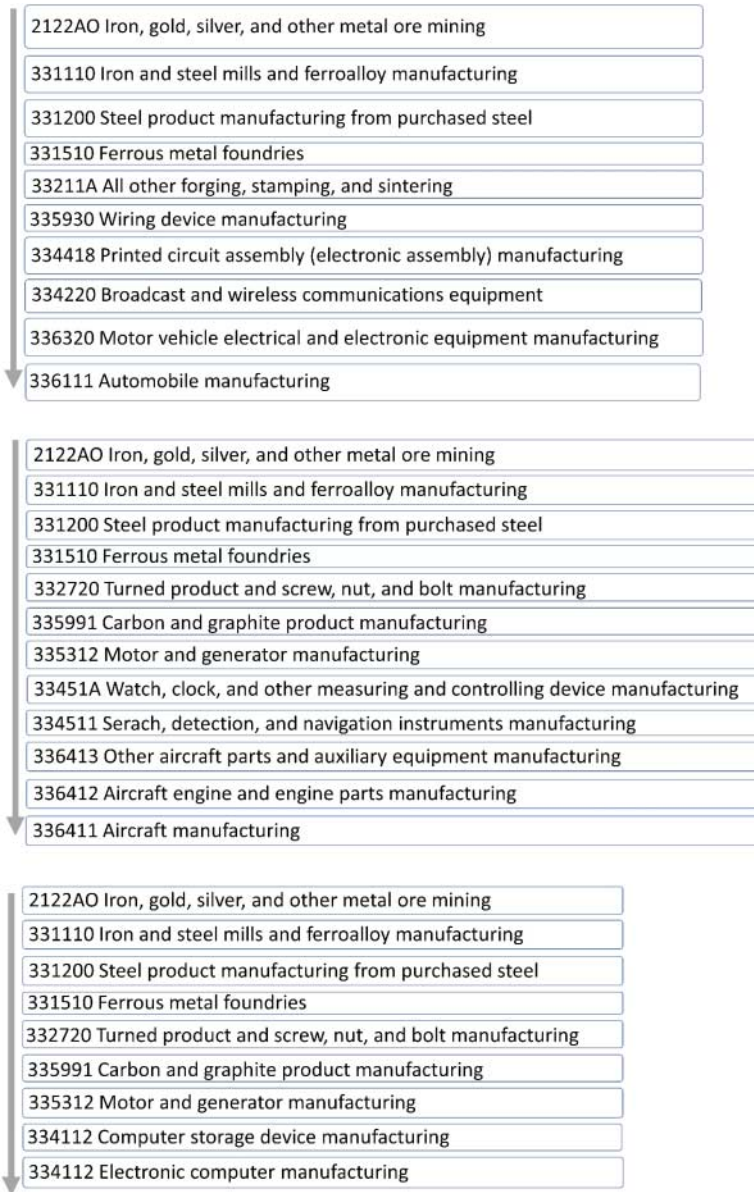 2122AO Iron, gold, silver, and other metal ore mining
331110 Iron and steel mills and ferroalloy manufacturing
331200 Steel product manufacturing from purchased steel
331510 Ferrous metal foundries
33211A All other forging, stamping, and sintering
335930 Wiring device manufacturing
334418 Printed circuit assembly (electronic assembly) manufacturing
334220 Broadcast and wireless communications equipment
336320 Motor vehicle electrical and electronic equipment manufacturing
336111 Automobile manufacturing
2122AO Iron, gold, silver, and other metal ore mining
331110 Iron and steel mills and ferroalloy manufacturing
331200 Steel product manufacturing from purchased steel
331510 Ferrous metal foundries
332720 Turned product and screw, nut, and bolt manufacturing
335991 Carbon and graphite product manufacturing
335312 Motor and generator manufacturing
33451A Watch, clock, and other measuring and controlling device manufacturing
334511 Serach, detection, and navigation instruments manufacturing
336413 Other aircraft parts and auxiliary equipment manufacturing
336412 Aircraft engine and engine parts manufacturing
336411 Aircraft manufacturing
2122AO Iron, gold, silver, and other metal ore mining
331110 Iron and steel mills and ferroalloy manufacturing
331200 Steel product manufacturing from purchased steel
331510 Ferrous metal foundries
332720 Turned product and screw, nut, and bolt manufacturing
335991 Carbon and graphite product manufacturing
335312 Motor and generator manufacturing
334112 Computer storage device manufacturing
334112 Electronic computer manufacturing